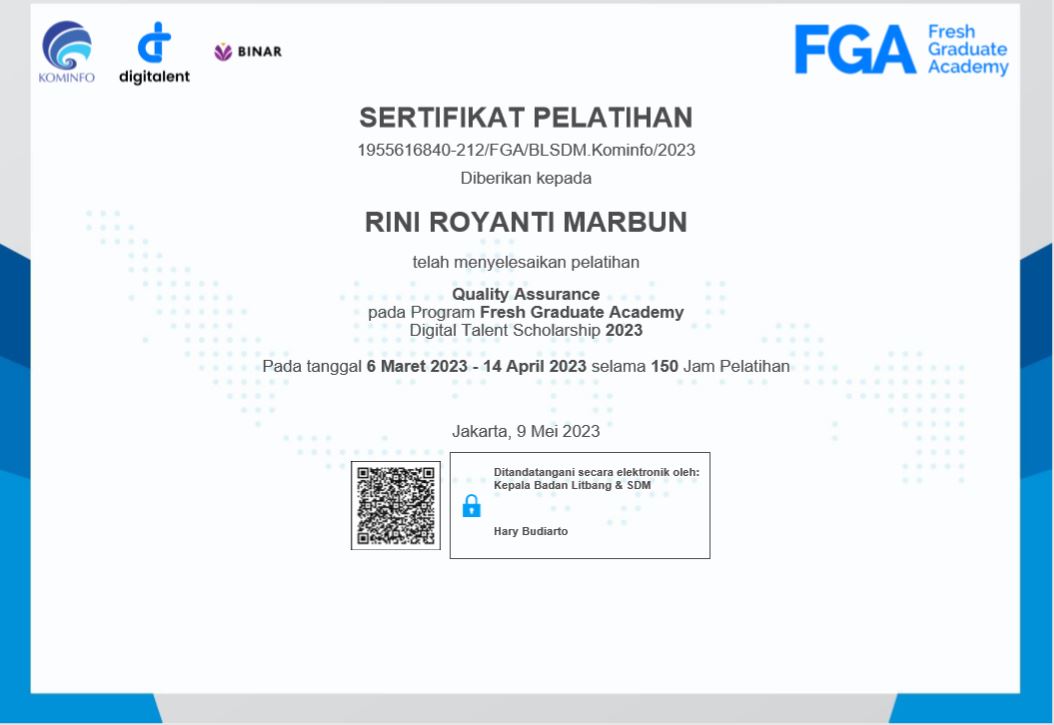 KOMINFO
digitalent
BINAR
FGA
Fresh
Graduate
Academy
SERTIFIKAT PELATIHAN
1955616840-212/FGA/BLSDM.Kominfo/2023
Diberikan kepada
RINI ROYANTI MARBUN
telah menyelesaikan pelatihan
Quality Assurance
pada Program Fresh Graduate Academy
Digital Talent Scholarship 2023
Pada tanggal 6 Maret 2023 - 14 April 2023 selama 150 Jam Pelatihan
Jakarta, 9 Mei 2023
Ditandatangani secara elektronik oleh:
Kepala Badan Litbang & SDM
Hary Budiarto